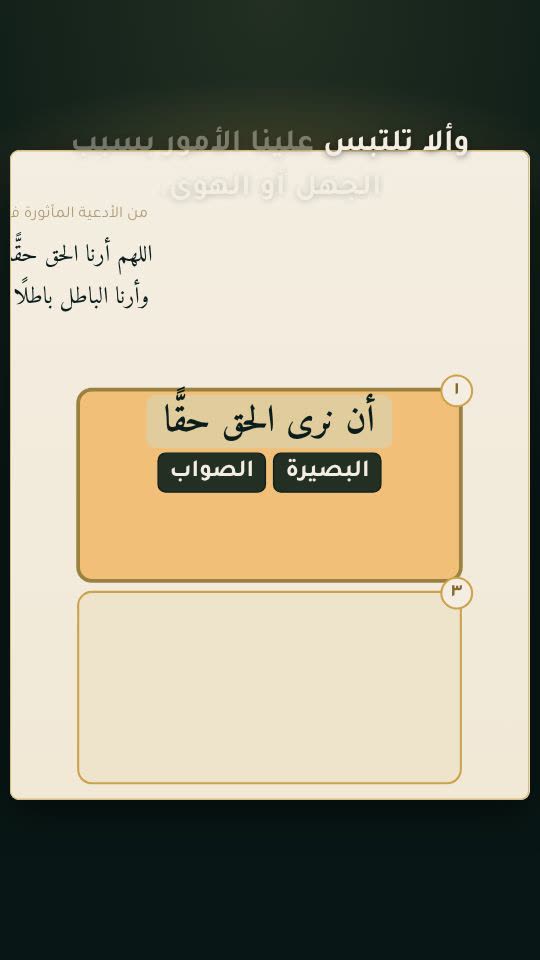 وألا تلتبس علينا الأمور بسبب
الجهل أو الهوى
من الأدعية المأثورة
اللهم أرنا الحق حقًّا
وأرنا الباطل باطلًا
١
أن نرى الحق حقًّا
البصيرة الصواب
٣